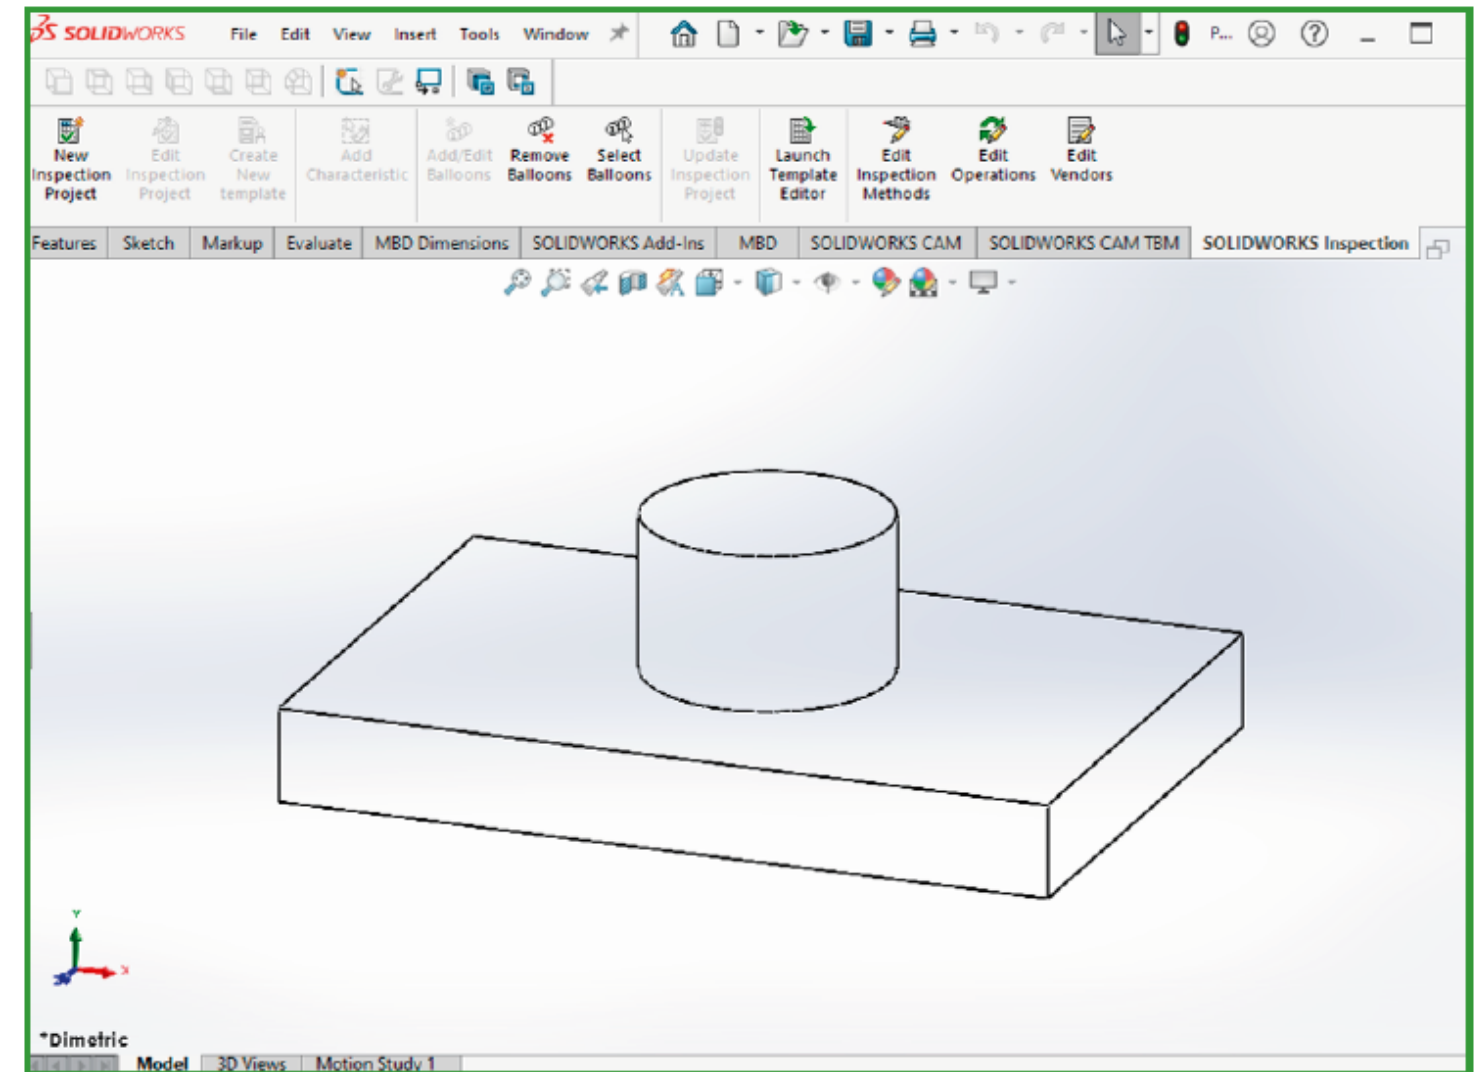 3S SOLIDWORKS File Edit View Insert Tools Window P...
New Inspection Project
Edit Inspection Project
Create New template
Add Characteristic
Add/Edit Balloons
Remove Balloons
Select Balloons
Update Inspection Project
Launch Template Editor
Edit Inspection Methods
Edit Operations
Edit Vendors
Features Sketch Markup Evaluate MBD Dimensions SOLIDWORKS Add-Ins MBD SOLIDWORKS CAM SOLIDWORKS CAM TBM SOLIDWORKS Inspection
Y
X
*Dimetric
Model 3D Views Motion Study 1